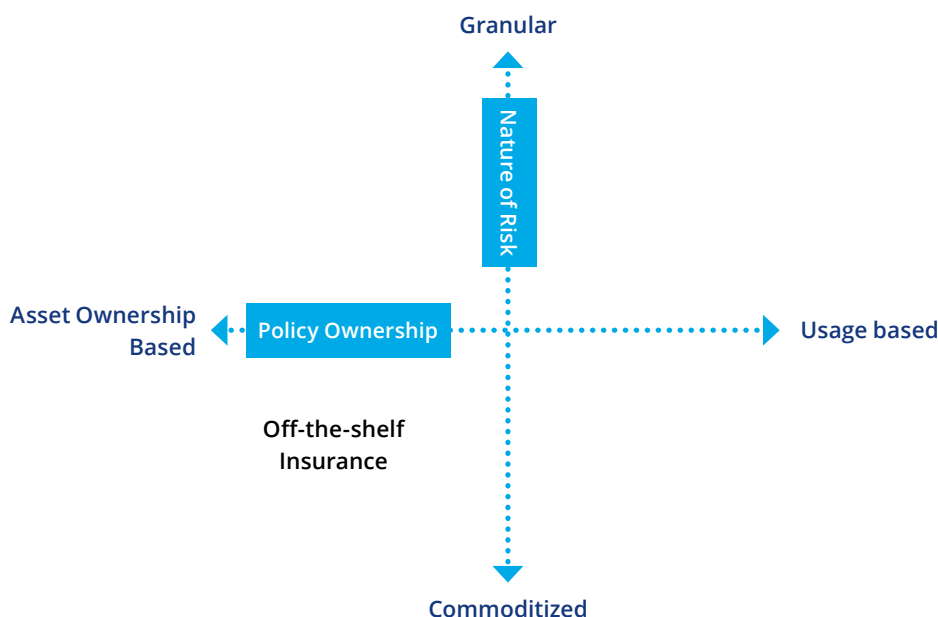 Granular
Nature of Risk
Asset Ownership
Based
Policy Ownership
Usage based
Off-the-shelf
Insurance
Commoditized